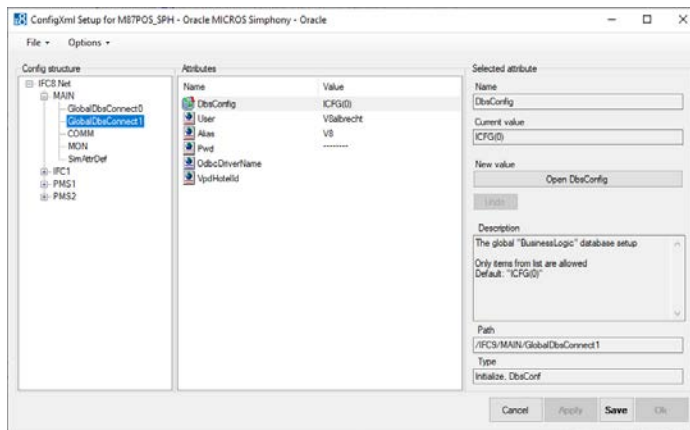 ConfigXml Setup for M87POS_SPH - Oracle MICROS Simphony - Oracle
File Options
Config structure
IFC8 Net
MAIN
GlobalDbsConnect0
GlobalDbsConnect1
COMM
MON
SimAttrDef
IFC1
PMS1
PMS2
Attributes
Name Value
DbsConfig ICFG(0)
User V8albrecht
Alias V8
Pwd --------
OdbcDriverName
VpdHotelId
Selected attribute
Name
DbsConfig
Current value
ICFG(0)
New value
Open DbsConfig
Undo
Description
The global "BusinessLogic" database setup
Only items from list are allowed
Default: "ICFG(0)"
Path
/IFC9/MAIN/GlobalDbsConnect1
Type
Initialize, DbsConf
Cancel Apply Save Ok